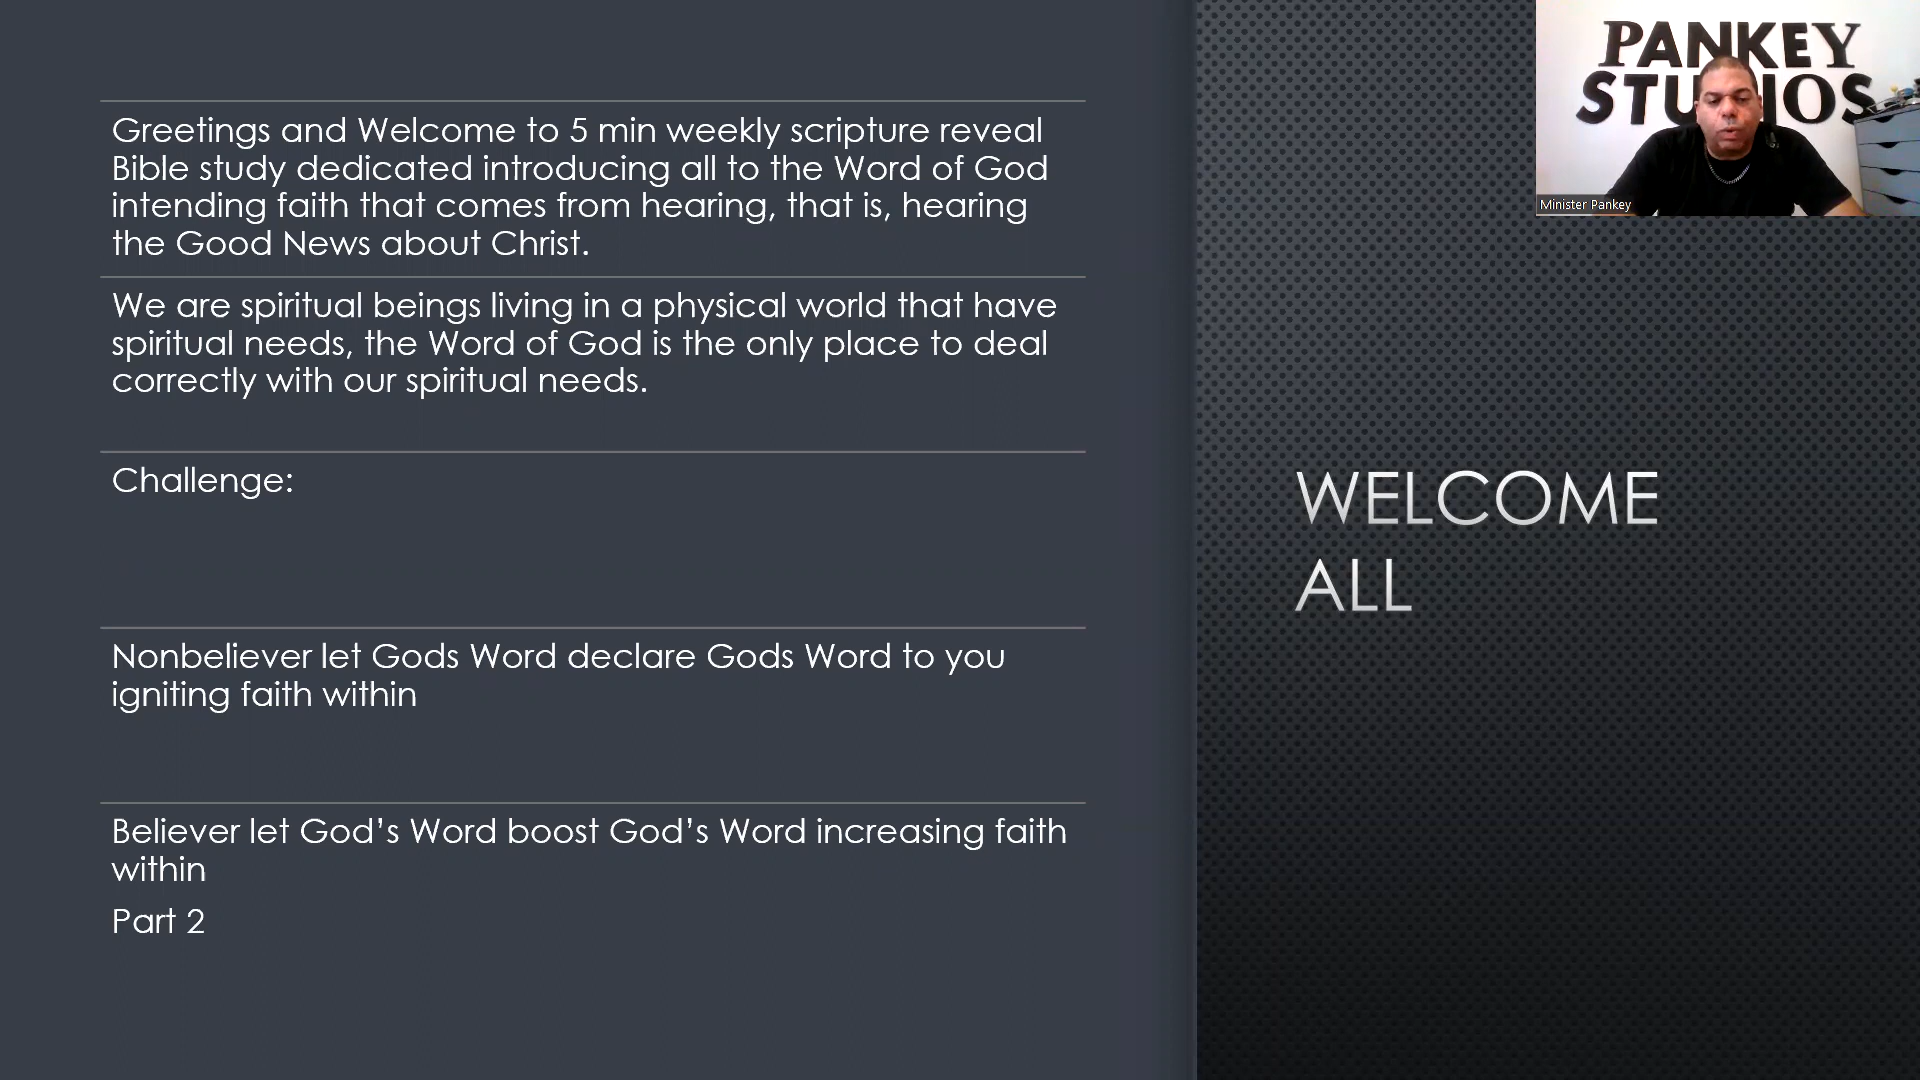 Greetings and Welcome to 5 min weekly scripture reveal
Bible study dedicated introducing all to the Word of God
intending faith that comes from hearing, that is, hearing
the Good News about Christ.
We are spiritual beings living in a physical world that have
spiritual needs, the Word of God is the only place to deal
correctly with our spiritual needs.
Challenge:
Nonbeliever let Gods Word declare Gods Word to you
igniting faith within
Believer let God’s Word boost God’s Word increasing faith
within
Part 2
WELCOME
ALL
PANKEY
STUDIOS
Minister Pankey